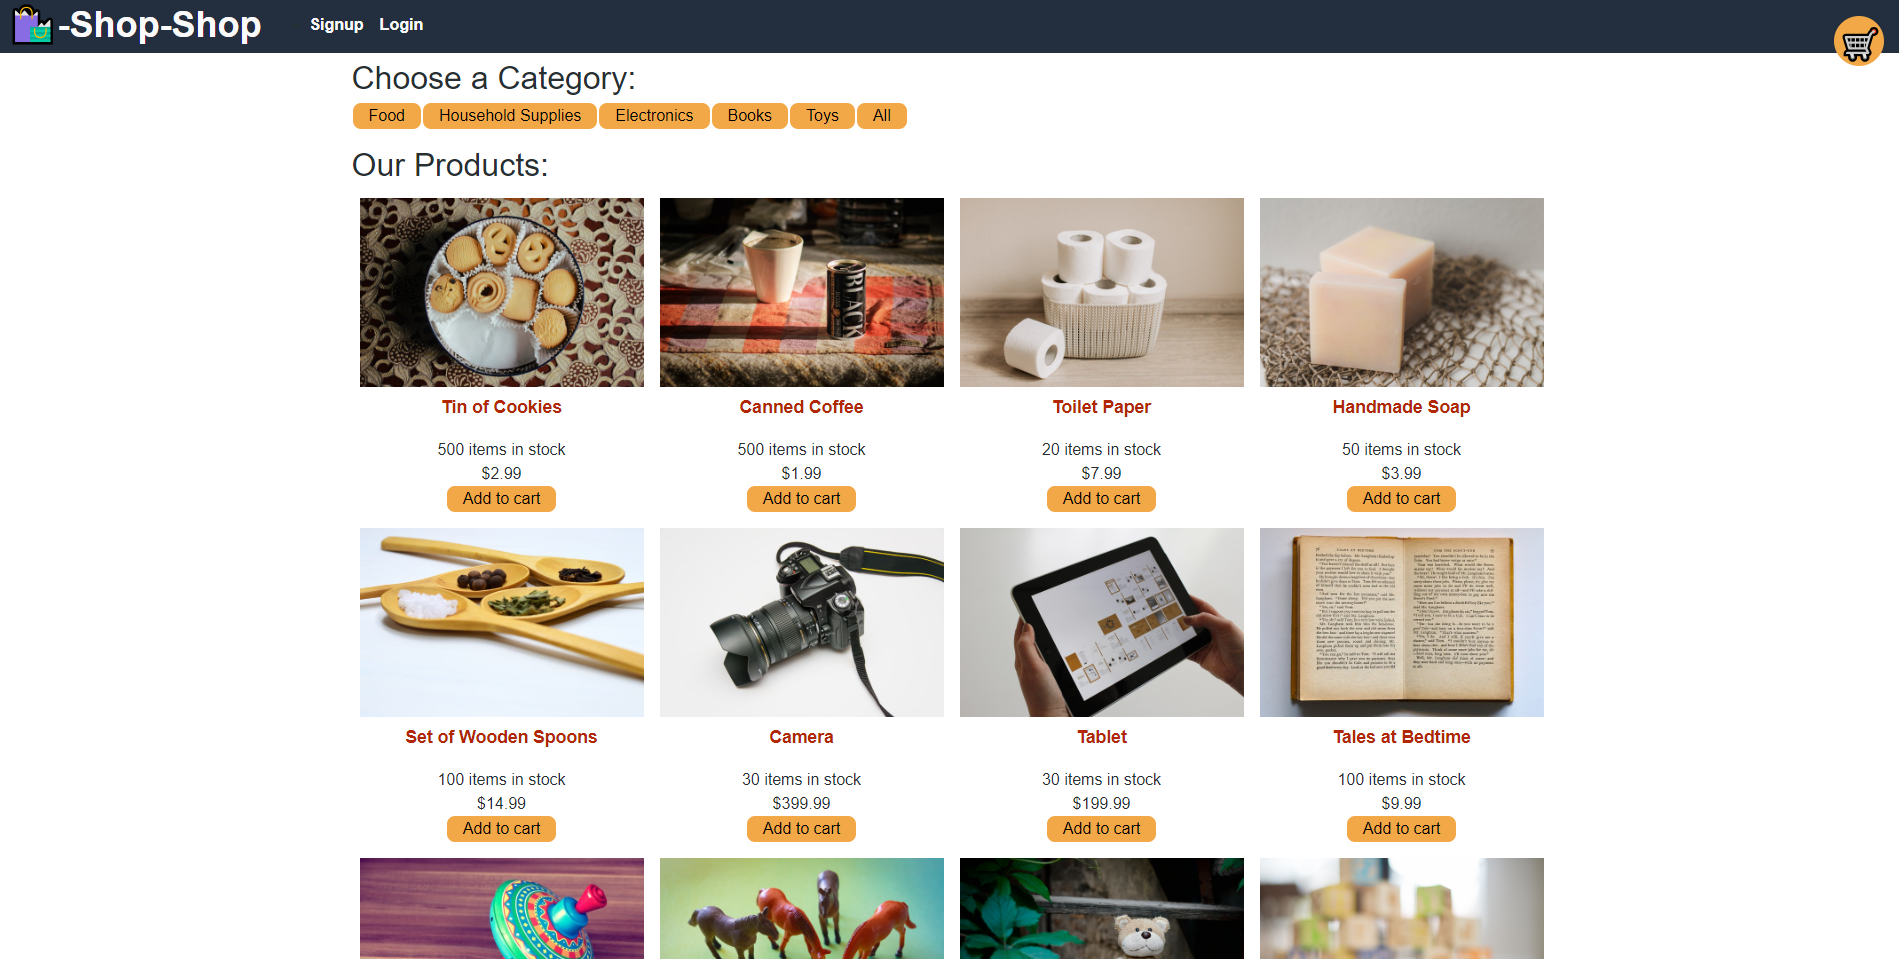 -Shop-Shop
Signup Login
Choose a Category:
Food Household Supplies Electronics Books Toys All
Our Products:
BLACK
Tin of Cookies Canned Coffee Toilet Paper Handmade Soap
500 items in stock 500 items in stock 20 items in stock 50 items in stock
$2.99 $1.99 $7.99 $3.99
Add to cart Add to cart Add to cart Add to cart
Set of Wooden Spoons Camera Tablet Tales at Bedtime
100 items in stock 30 items in stock 30 items in stock 100 items in stock
$14.99 $399.99 $199.99 $9.99
Add to cart Add to cart Add to cart Add to cart